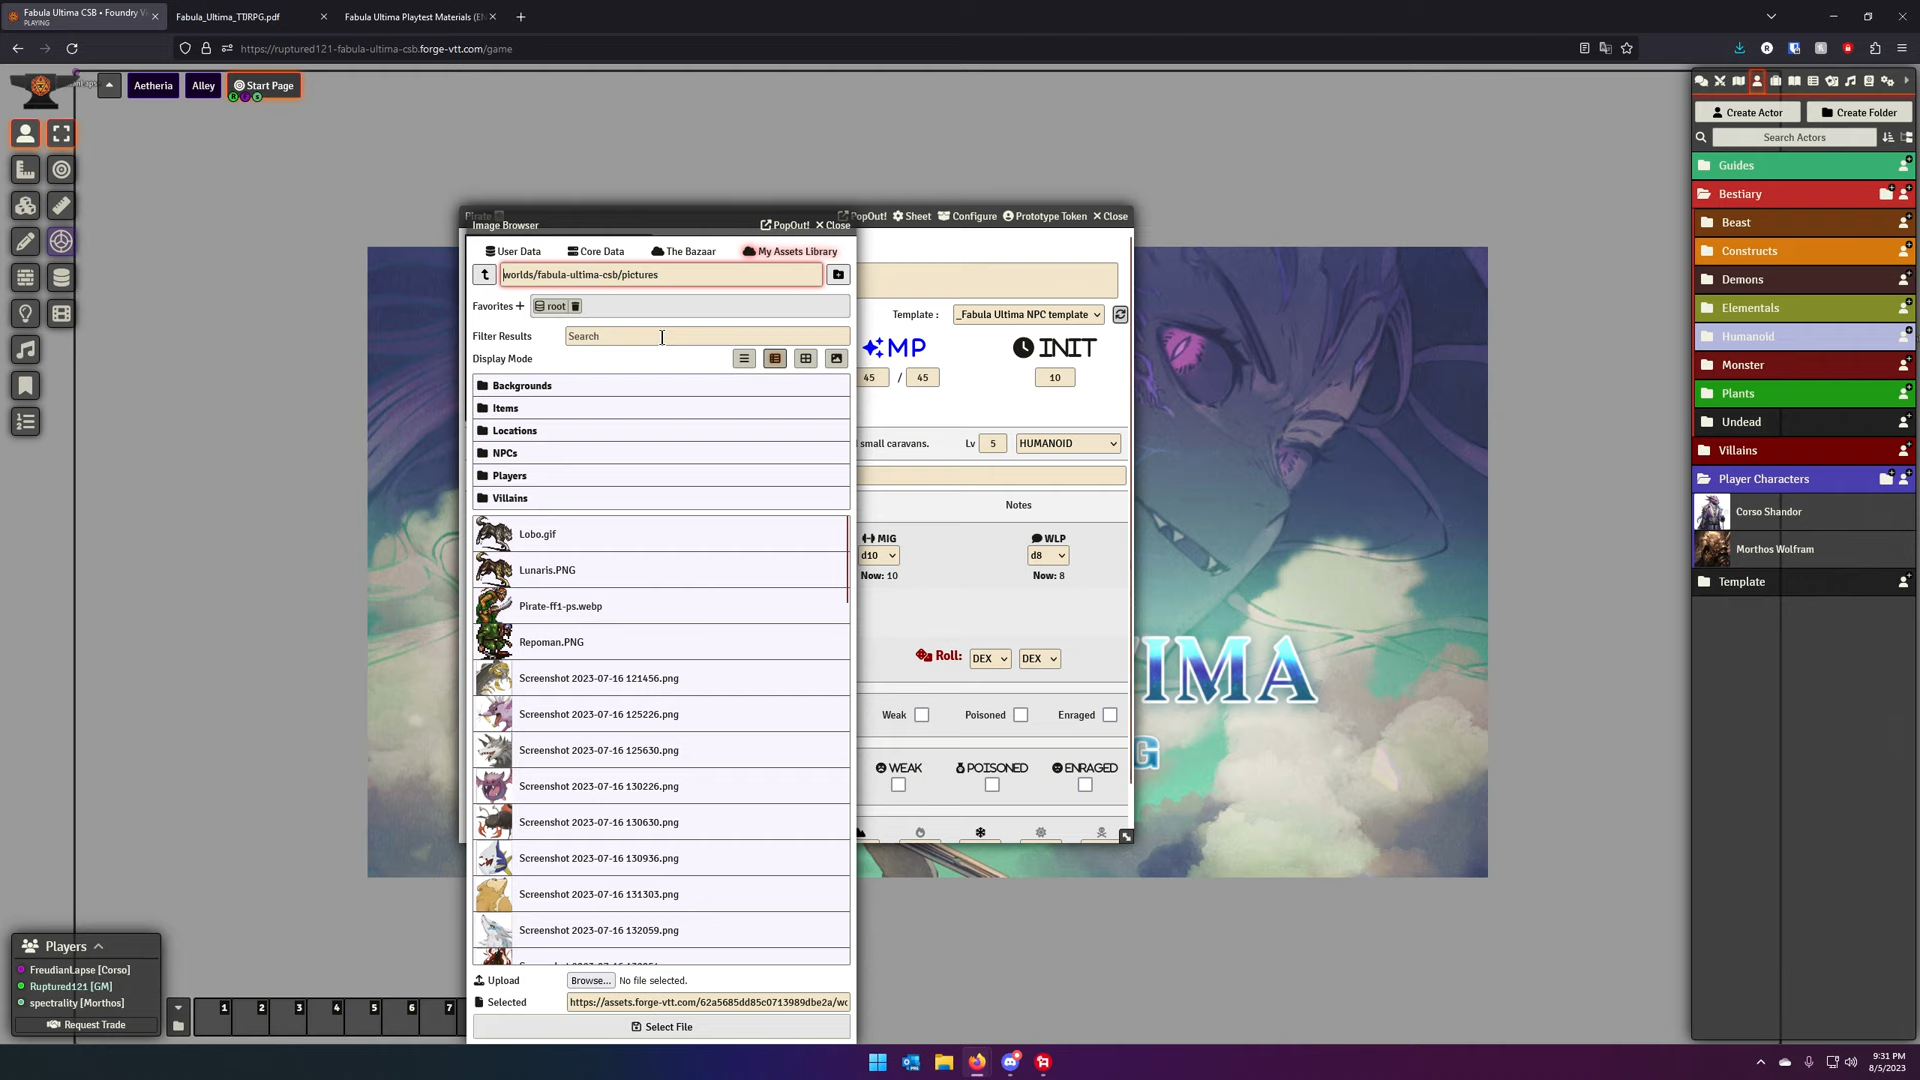 Fabula Ultima CSB • Foundry Vi
PLAYING
Fabula_Ultima_TTJRPG.pdf
Fabula Ultima Playtest Materials (EN
https://ruptured121-fabula-ultima-csb.forge-vtt.com/game
Aetheria
Alley
Start Page
Create Actor
Create Folder
Search Actors
Guides
Bestiary
Beast
Constructs
Demons
Elementals
Humanoid
Monster
Plants
Undead
Villains
Player Characters
Corso Shandor
Morthos Wolfram
Template
Pirate
PopOut!
Sheet
Configure
Prototype Token
Close
Image Browser
PopOut!
Close
User Data
Core Data
The Bazaar
My Assets Library
worlds/fabula-ultima-csb/pictures
Favorites
root
Filter Results
Search
Display Mode
Backgrounds
Items
Locations
NPCs
Players
Villains
Lobo.gif
Lunaris.PNG
Pirate-ff1-ps.webp
Repoman.PNG
Screenshot 2023-07-16 121456.png
Screenshot 2023-07-16 125226.png
Screenshot 2023-07-16 125630.png
Screenshot 2023-07-16 130226.png
Screenshot 2023-07-16 130630.png
Screenshot 2023-07-16 130936.png
Screenshot 2023-07-16 131303.png
Screenshot 2023-07-16 132059.png
Upload
Browse...
No file selected.
Selected
https://assets.forge-vtt.com/62a5685dd85c0713989dbe2a/wo
Select File
Template :
_Fabula Ultima NPC template
MP
INIT
45 / 45
10
small caravans.
Lv
5
HUMANOID
Notes
MIG
WLP
d10
d8
Now: 10
Now: 8
Roll:
DEX
DEX
Weak
Poisoned
Enraged
WEAK
POISONED
ENRAGED
IMA
G
Players
FreudianLapse [Corso]
Ruptured121 [GM]
spectrality [Morthos]
Request Trade
1
2
3
4
5
6
7
9:31 PM
8/5/2023